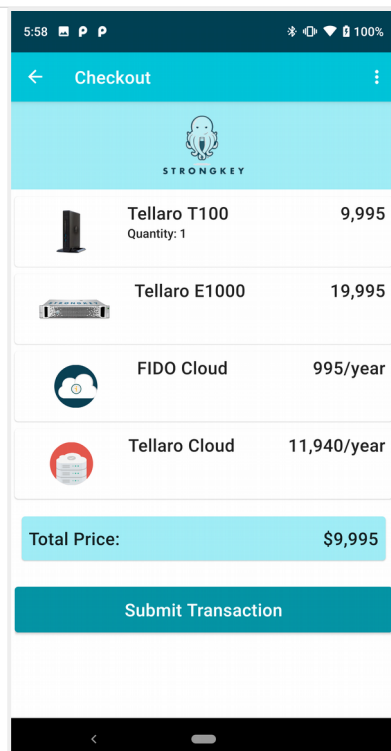 5:58 100%
Checkout
STRONGKEY
Tellaro T100 9,995
Quantity: 1
Tellaro E1000 19,995
FIDO Cloud 995/year
Tellaro Cloud 11,940/year
Total Price: $9,995
Submit Transaction